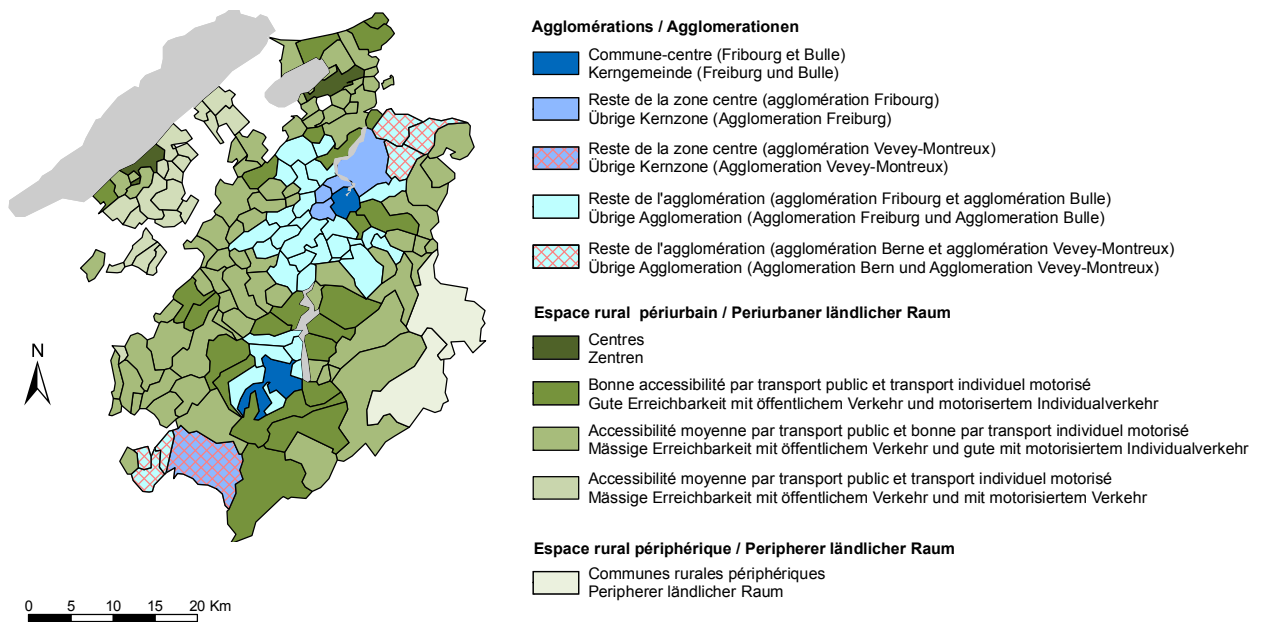 Agglomérations / Agglomerationen
Commune-centre (Fribourg et Bulle)
Kerngemeinde (Freiburg und Bulle)
Reste de la zone centre (agglomération Fribourg)
Übrige Kernzone (Agglomeration Freiburg)
Reste de la zone centre (agglomération Vevey-Montreux)
Übrige Kernzone (Agglomeration Vevey-Montreux)
Reste de l'agglomération (agglomération Fribourg et agglomération Bulle)
Übrige Agglomeration (Agglomeration Freiburg und Agglomeration Bulle)
Reste de l'agglomération (agglomération Berne et agglomération Vevey-Montreux)
Übrige Agglomeration (Agglomeration Bern und Agglomeration Vevey-Montreux)
Espace rural périurbain / Periurbaner ländlicher Raum
Centres
Zentren
Bonne accessibilité par transport public et transport individuel motorisé
Gute Erreichbarkeit mit öffentlichem Verkehr und motorisertem Individualverkehr
Accessibilité moyenne par transport public et bonne par transport individuel motorisé
Mässige Erreichbarkeit mit öffentlichem Verkehr und gute mit motorisiertem Individualverkehr
Accessibilité moyenne par transport public et transport individuel motorisé
Mässige Erreichbarkeit mit öffentlichem Verkehr und mit motorisiertem Verkehr
Espace rural périphérique / Peripherer ländlicher Raum
Communes rurales périphériques
Peripherer ländlicher Raum
N
0 5 10 15 20 Km